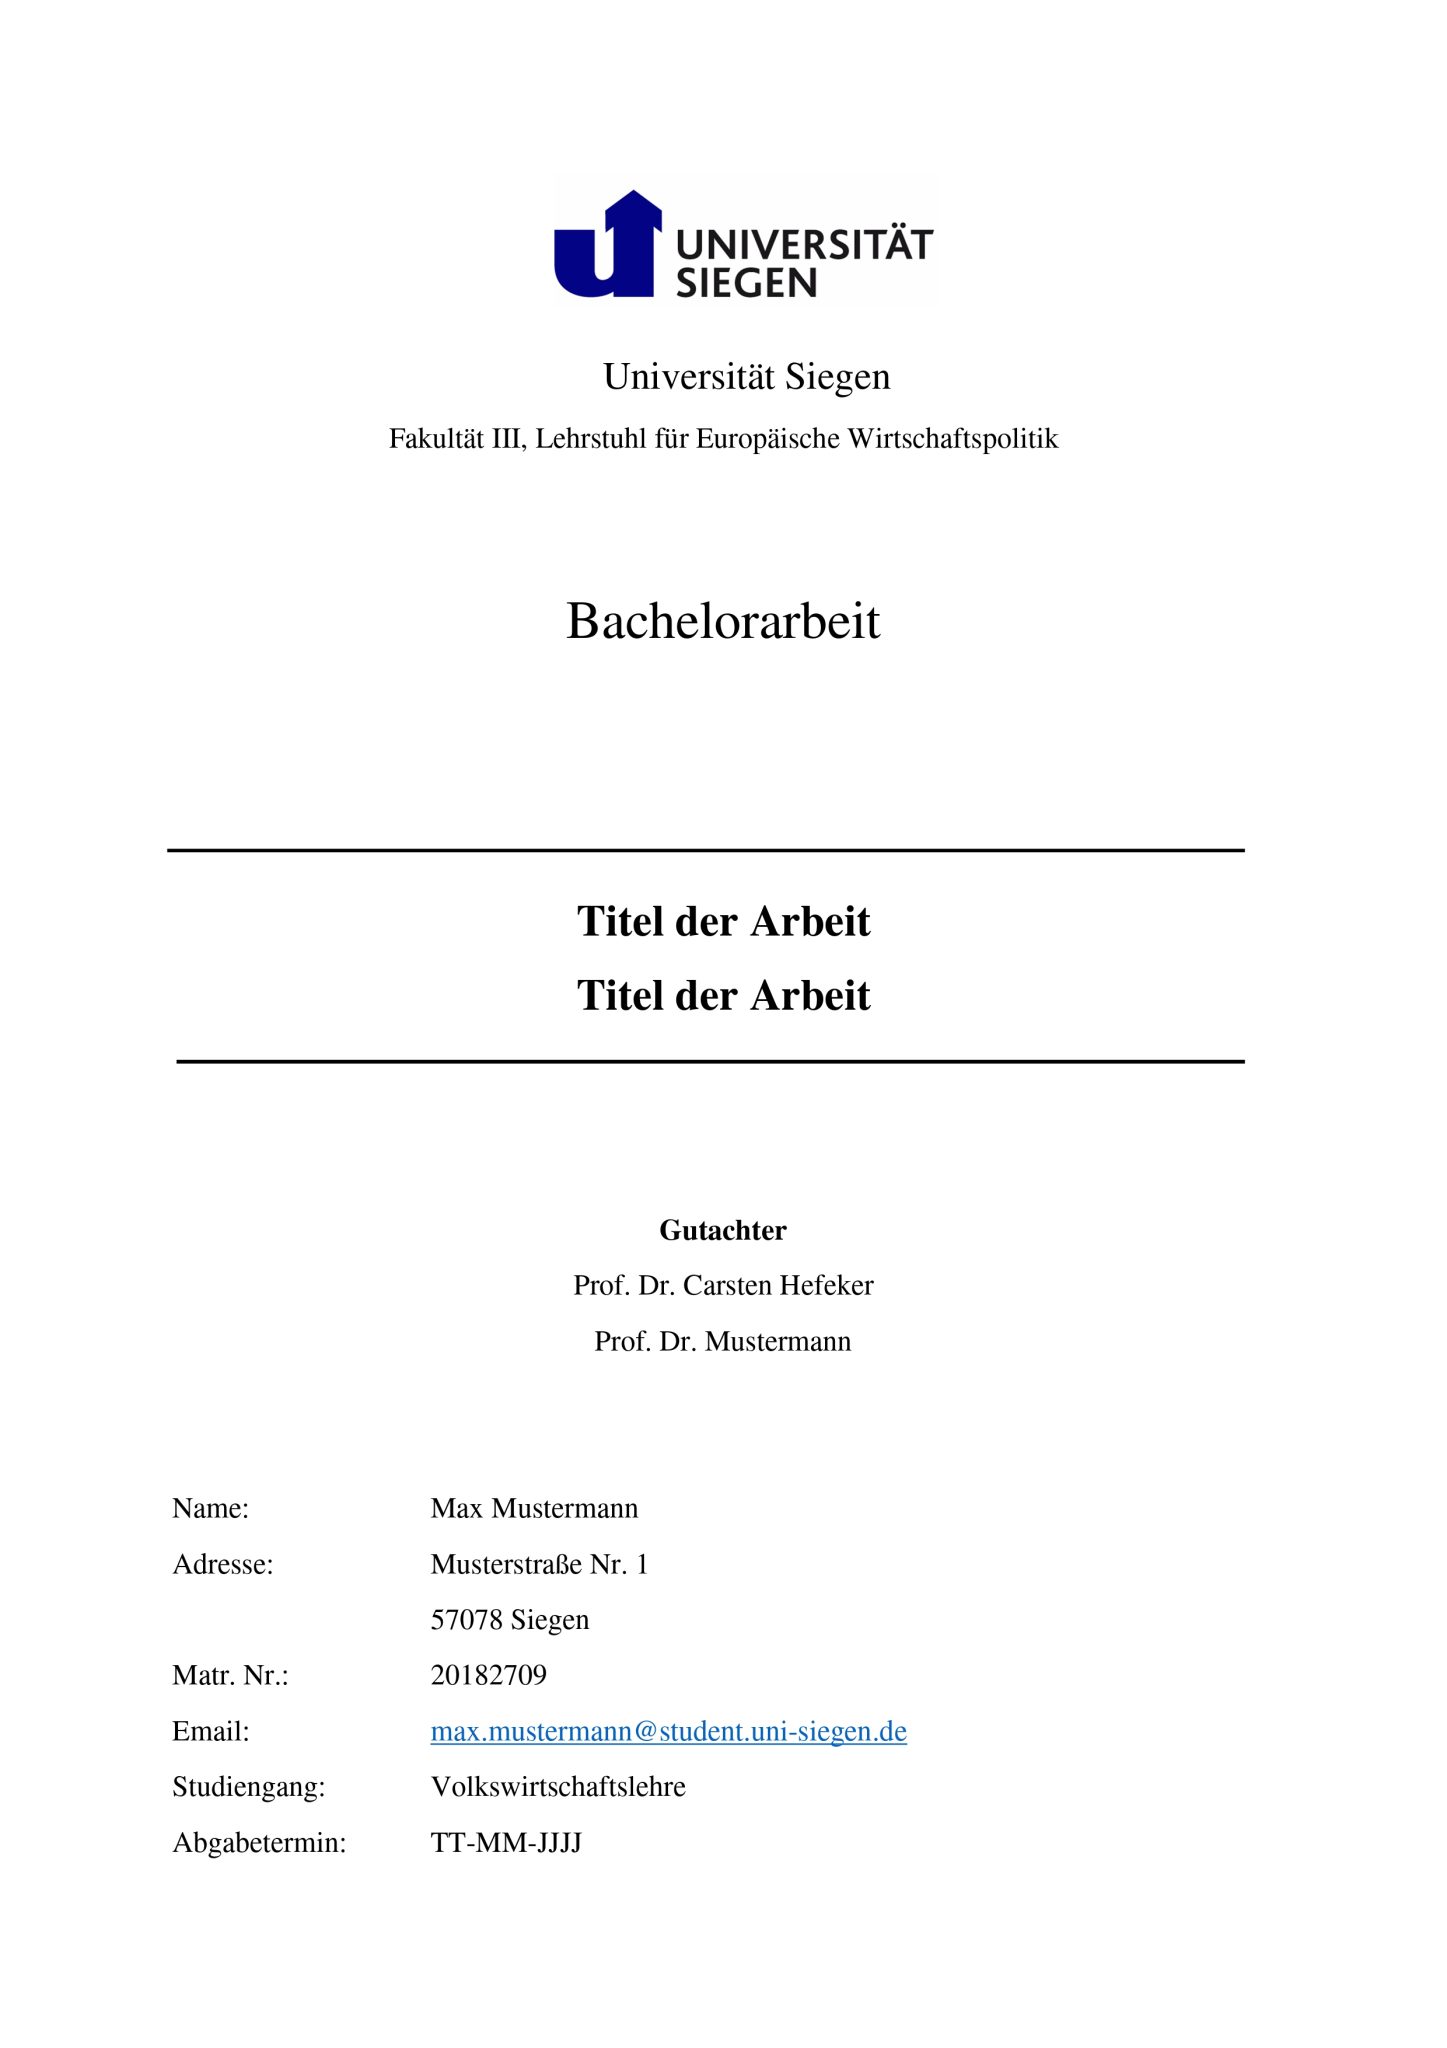 UNIVERSITÄT
SIEGEN
Universität Siegen
Fakultät III, Lehrstuhl für Europäische Wirtschaftspolitik
Bachelorarbeit
Titel der Arbeit
Titel der Arbeit
Gutachter
Prof. Dr. Carsten Hefeker
Prof. Dr. Mustermann
Name: Max Mustermann
Adresse: Musterstraße Nr. 1
57078 Siegen
Matr. Nr.: 20182709
Email: max.mustermann@student.uni-siegen.de
Studiengang: Volkswirtschaftslehre
Abgabetermin: TT-MM-JJJJ